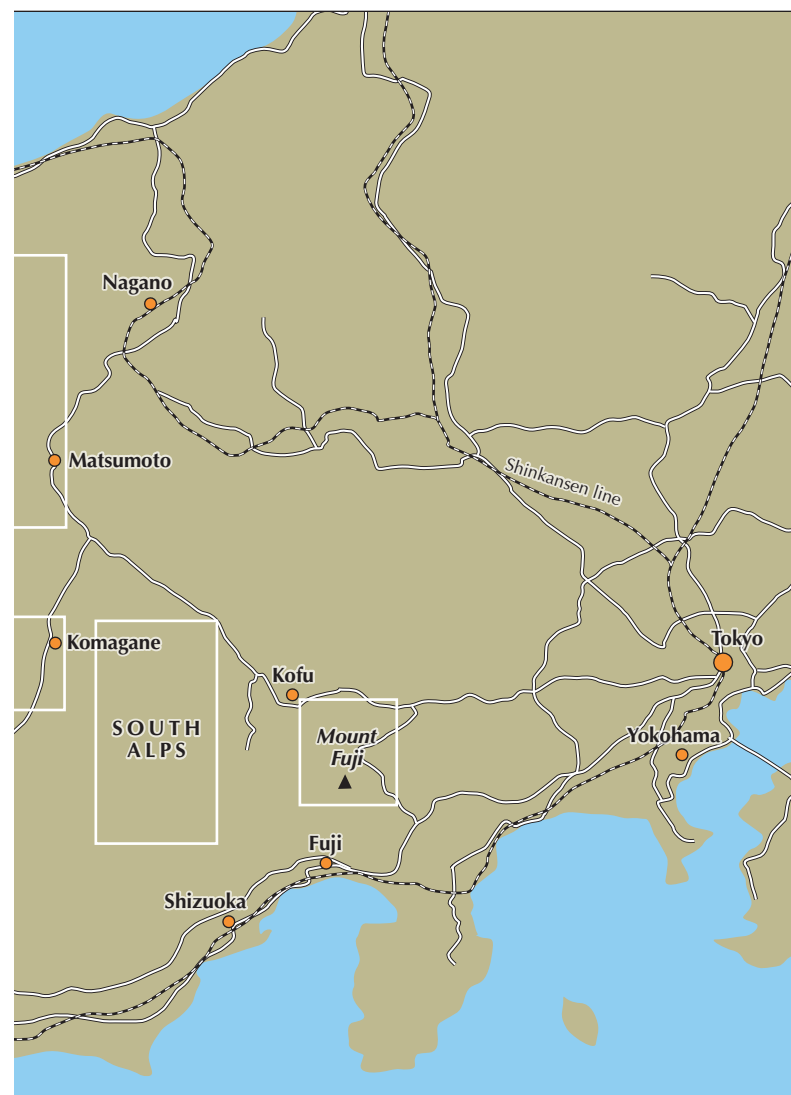 Nagano
Matsumoto
Shinkansen line
Komagane
Tokyo
Kofu
SOUTH
ALPS
Mount
Fuji
Yokohama
Fuji
Shizuoka